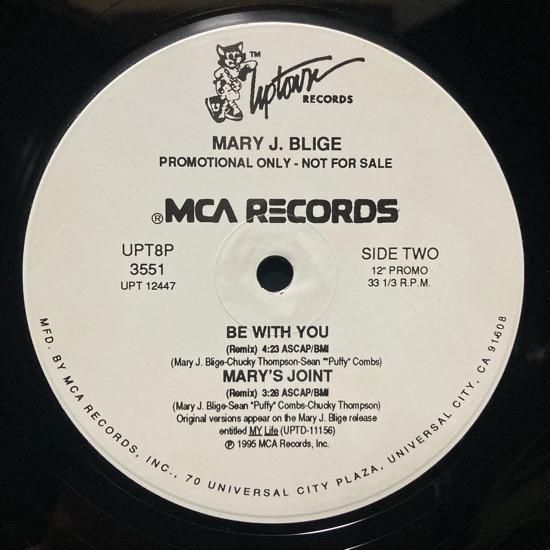 TM
Uptown
RECORDS
MARY J. BLIGE
PROMOTIONAL ONLY - NOT FOR SALE
®MCA RECORDS
UPT8P
3551
UPT 12447
SIDE TWO
12" PROMO
33 1/3 R.P.M.
BE WITH YOU
(Remix) 4:23 ASCAP/BMI
(Mary J. Blige-Chucky Thompson-Sean "Puffy" Combs)
MARY'S JOINT
(Remix) 3:26 ASCAP/BMI
(Mary J. Blige-Sean "Puffy" Combs-Chucky Thompson)
Original versions appear on the Mary J. Blige release
entitled MY Life (UPTD-11156)
℗ 1995 MCA Records, Inc.
MFD. BY MCA RECORDS, INC., 70 UNIVERSAL CITY PLAZA, UNIVERSAL CITY, CA 91608